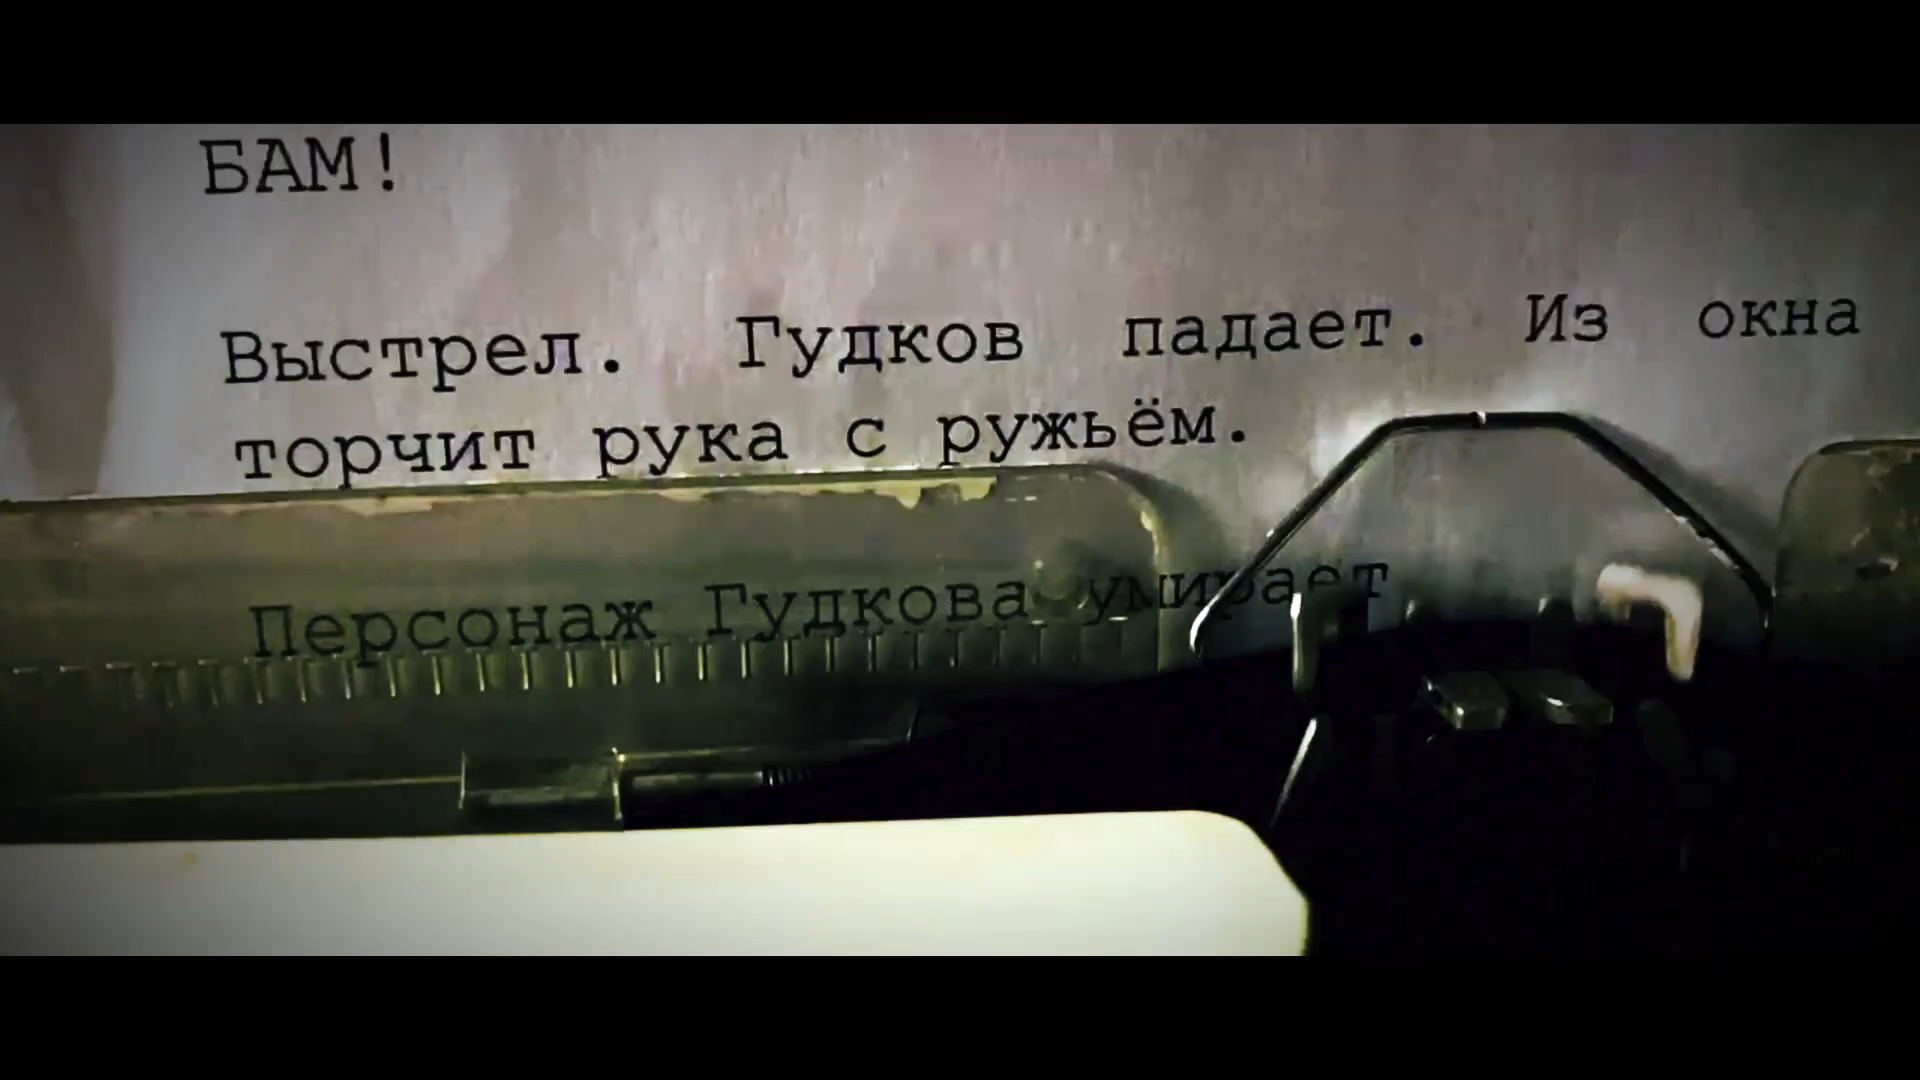 БАМ!
Выстрел. Гудков падает. Из окна
торчит рука с ружьём.
Персонаж Гудкова умирает